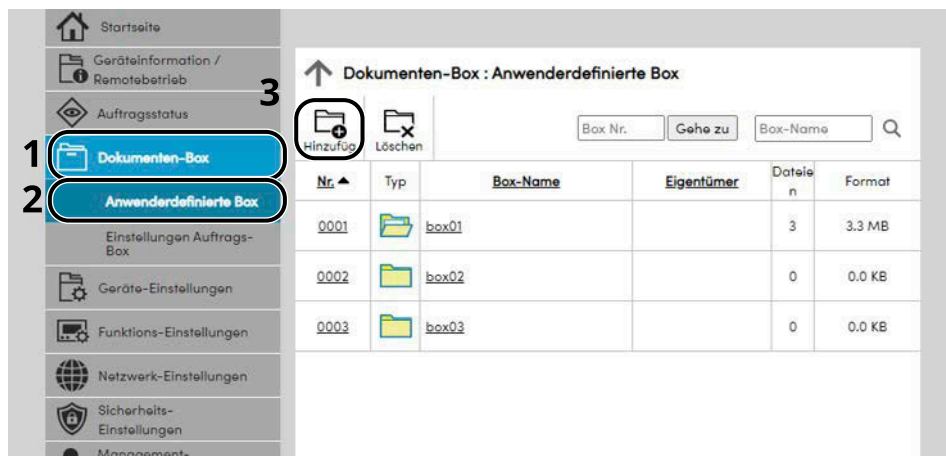 Startseite
Geräteinformation /
Remotebetrieb
Auftragsstatus
1
Dokumenten-Box
2
Anwenderdefinierte Box
Einstellungen Auftrags-
Box
Geräte-Einstellungen
Funktions-Einstellungen
Netzwerk-Einstellungen
Sicherheits-
Einstellungen
Management-
Dokumenten-Box : Anwenderdefinierte Box
3
Hinzufüg. Löschen Box Nr. Gehe zu Box-Name
Nr. Typ Box-Name Eigentümer Dateie
n Format
0001 box01 3 3.3 MB
0002 box02 0 0.0 KB
0003 box03 0 0.0 KB